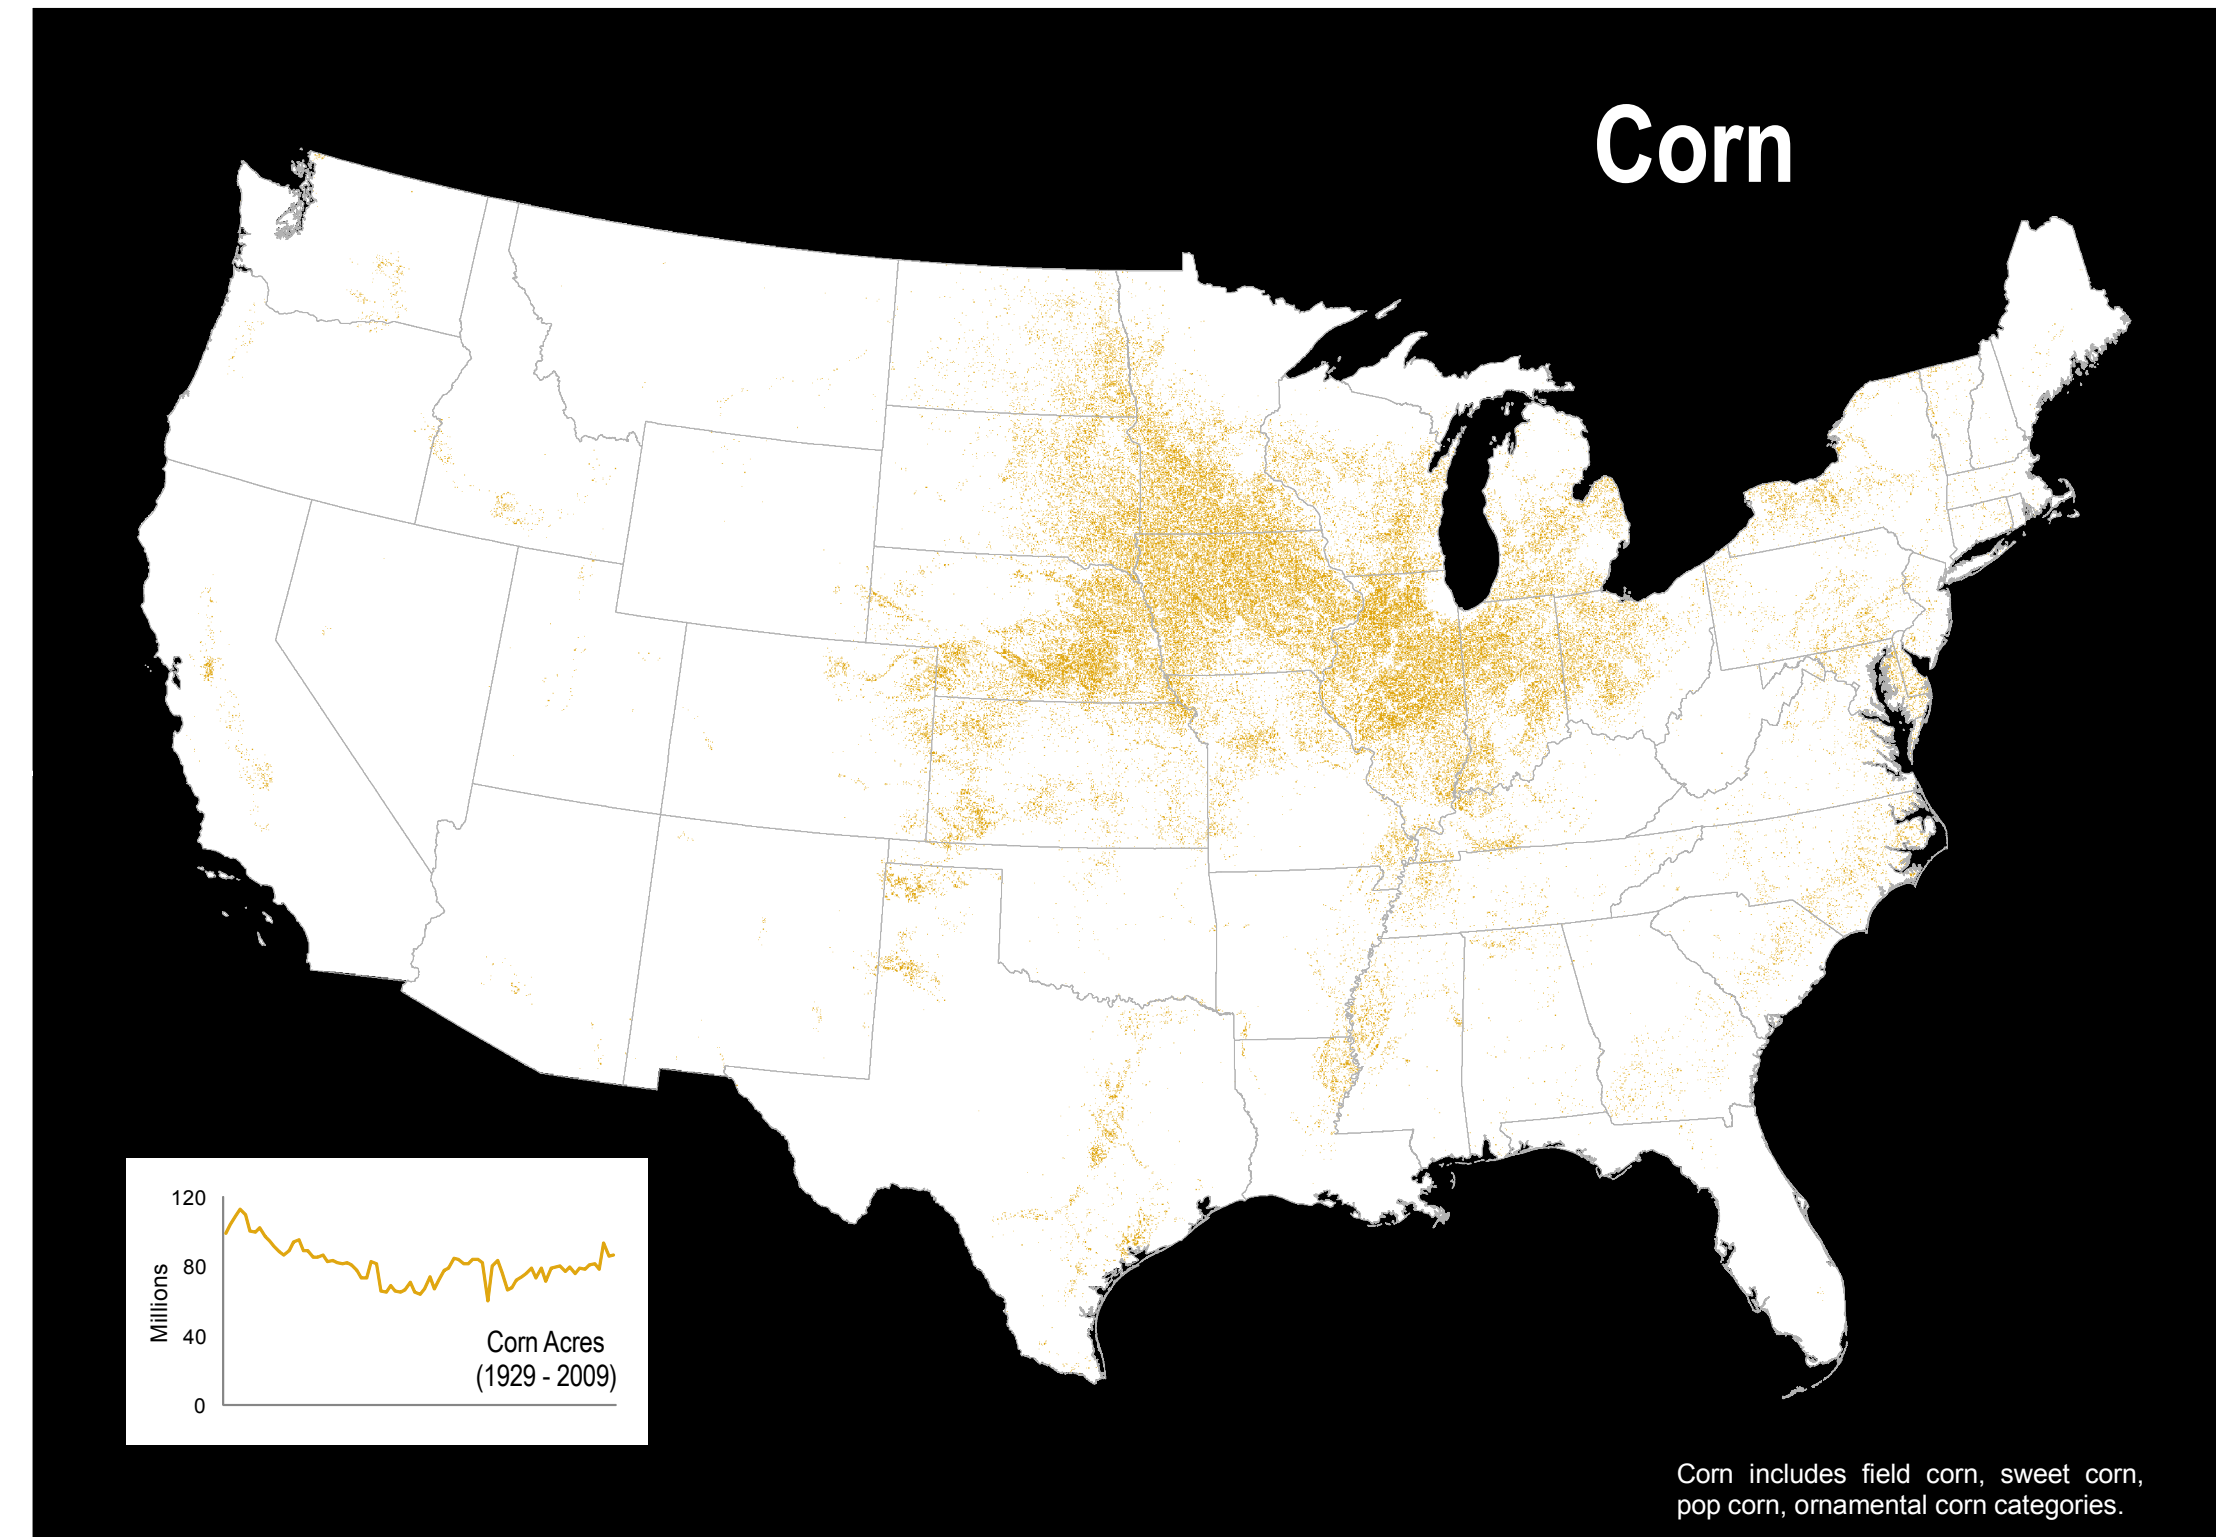 Corn
120
80
40
0
Millions
Corn Acres
(1929 - 2009)
Corn includes field corn, sweet corn,
pop corn, ornamental corn categories.